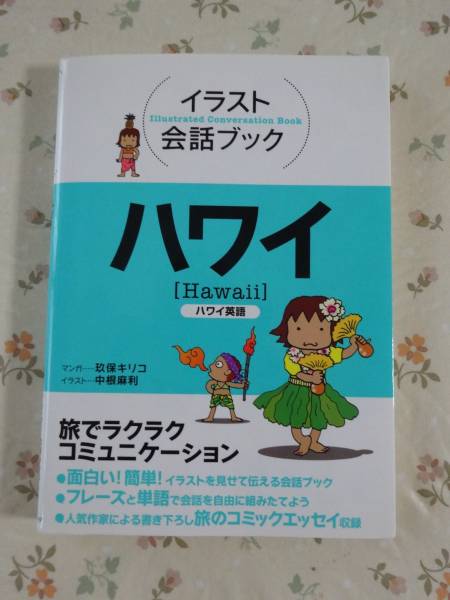 イラスト
Illustrated Conversation Book
会話ブック
ハワイ
[Hawaii]
ハワイ英語
マンガ……玖保キリコ
イラスト…中根麻利
旅でラクラク
コミュニケーション
●面白い!簡単!イラストを見せて伝える会話ブック
●フレーズと単語で会話を自由に組みたてよう
●人気作家による書き下ろし旅のコミックエッセイ収録